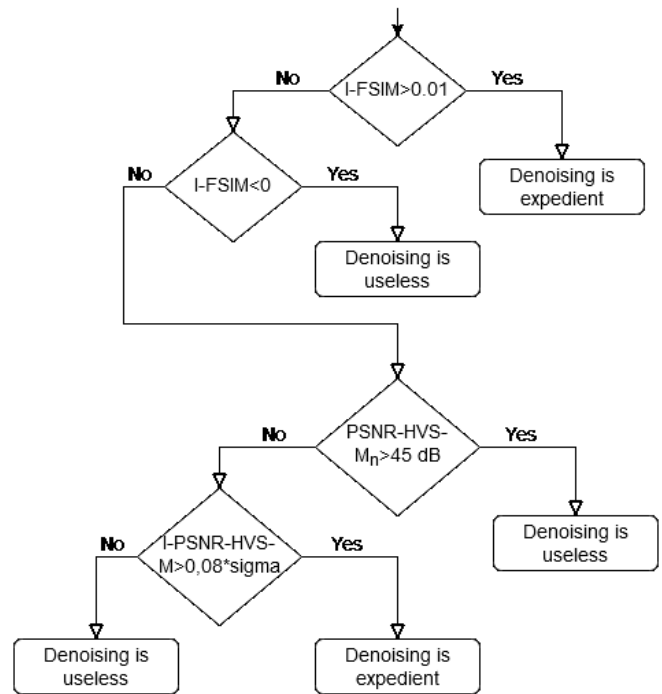 No
Yes
I-FSIM>0.01
No
Yes
I-FSIM<0
Denoising is
expedient
Denoising is
useless
No
Yes
PSNR-HVS-
Mn>45 dB
No
Yes
I-PSNR-HVS-
M>0,08*sigma
Denoising is
useless
Denoising is
useless
Denoising is
expedient